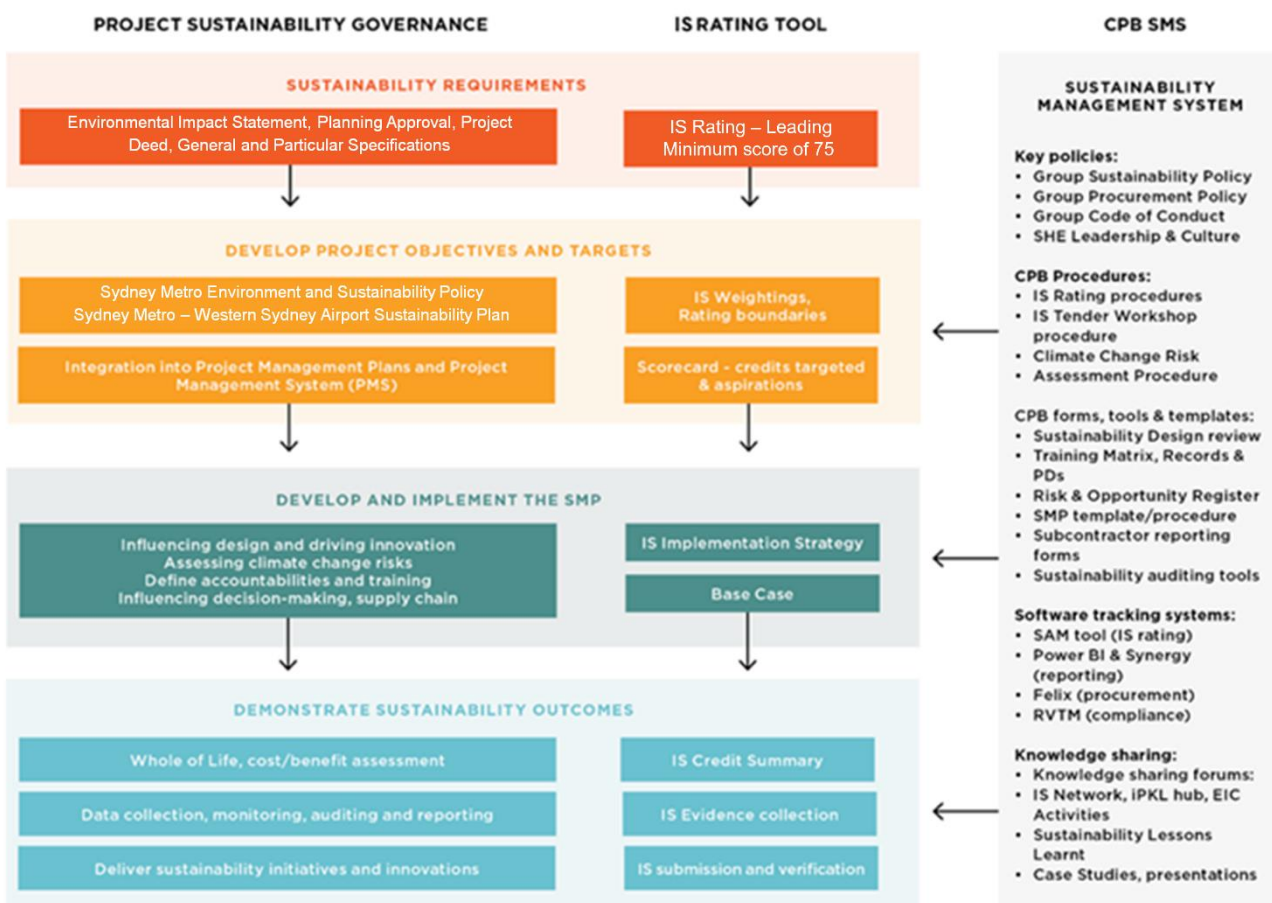 PROJECT SUSTAINABILITY GOVERNANCE
IS RATING TOOL
CPB SMS
SUSTAINABILITY REQUIREMENTS
Environmental Impact Statement, Planning Approval, Project
Deed, General and Particular Specifications
IS Rating – Leading
Minimum score of 75
DEVELOP PROJECT OBJECTIVES AND TARGETS
Sydney Metro Environment and Sustainability Policy
Sydney Metro – Western Sydney Airport Sustainability Plan
IS Weightings,
Rating boundaries
Integration into Project Management Plans and Project
Management System (PMS)
Scorecard - credits targeted
& aspirations
DEVELOP AND IMPLEMENT THE SMP
Influencing design and driving innovation
Assessing climate change risks
Define accountabilities and training
Influencing decision-making, supply chain
IS Implementation Strategy
Base Case
DEMONSTRATE SUSTAINABILITY OUTCOMES
Whole of Life, cost/benefit assessment
IS Credit Summary
Data collection, monitoring, auditing and reporting
IS Evidence collection
Deliver sustainability initiatives and innovations
IS submission and verification
SUSTAINABILITY
MANAGEMENT SYSTEM
Key policies:
• Group Sustainability Policy
• Group Procurement Policy
• Group Code of Conduct
• SHE Leadership & Culture
CPB Procedures:
• IS Rating procedures
• IS Tender Workshop
procedure
• Climate Change Risk
• Assessment Procedure
CPB forms, tools & templates:
• Sustainability Design review
• Training Matrix, Records &
PDs
• Risk & Opportunity Register
• SMP template/procedure
• Subcontractor reporting
forms
• Sustainability auditing tools
Software tracking systems:
• SAM tool (IS rating)
• Power BI & Synergy
(reporting)
• Felix (procurement)
• RVTM (compliance)
Knowledge sharing:
• Knowledge sharing forums:
• IS Network, iPKL hub, EIC
Activities
• Sustainability Lessons
Learnt
• Case Studies, presentations